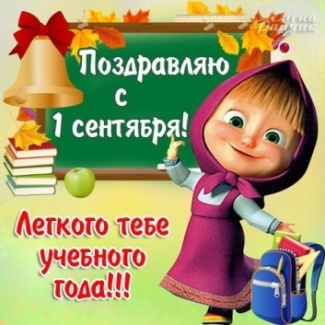 Поздравляю
с
1 сентября!
Легкого тебе
учебного
года!!!